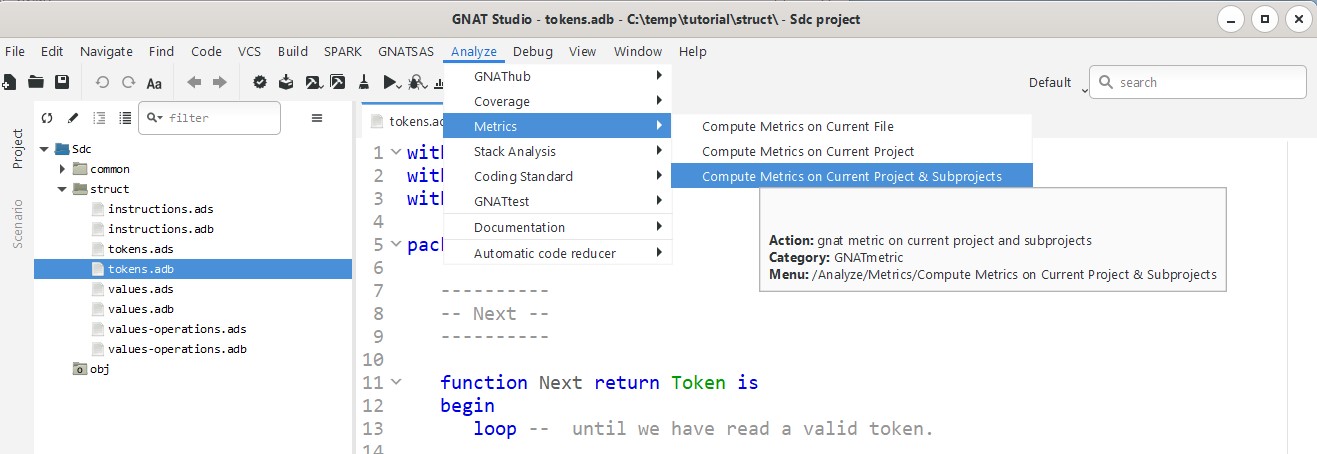 GNAT Studio - tokens.adb - C:\temp\tutorial\struct\ - Sdc project
File Edit Navigate Find Code VCS Build SPARK GNATSAS Analyze Debug View Window Help
Aa
Default
search
Project
Scenario
filter
Sdc
common
struct
instructions.ads
instructions.adb
tokens.ads
tokens.adb
values.ads
values.adb
values-operations.ads
values-operations.adb
obj
GNAThub
Coverage
Metrics
Stack Analysis
Coding Standard
GNATtest
Documentation
Automatic code reducer
Compute Metrics on Current File
Compute Metrics on Current Project
Compute Metrics on Current Project & Subprojects
Action: gnat metric on current project and subprojects
Category: GNATmetric
Menu: /Analyze/Metrics/Compute Metrics on Current Project & Subprojects
tokens.ad
1 with
2 with
3 with
4
5 pac
6
7 ----------
8 -- Next --
9 ----------
10
11 function Next return Token is
12 begin
13 loop -- until we have read a valid token.
14